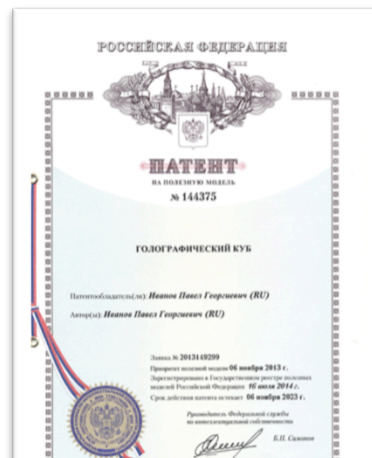 РОССИЙСКАЯ ФЕДЕРАЦИЯ
ПАТЕНТ
НА ПОЛЕЗНУЮ МОДЕЛЬ
№ 144375
ГОЛОГРАФИЧЕСКИЙ КУБ
Патентообладатель(ли): Иванов Павел Георгиевич (RU)
Автор(ы): Иванов Павел Георгиевич (RU)
Заявка № 2013149299
Приоритет полезной модели 06 ноября 2013 г.
Зарегистрировано в Государственном реестре полезных
моделей Российской Федерации 16 июля 2014 г.
Срок действия патента истекает 06 ноября 2023 г.
Руководитель Федеральной службы
по интеллектуальной собственности
Б.П. Симонов